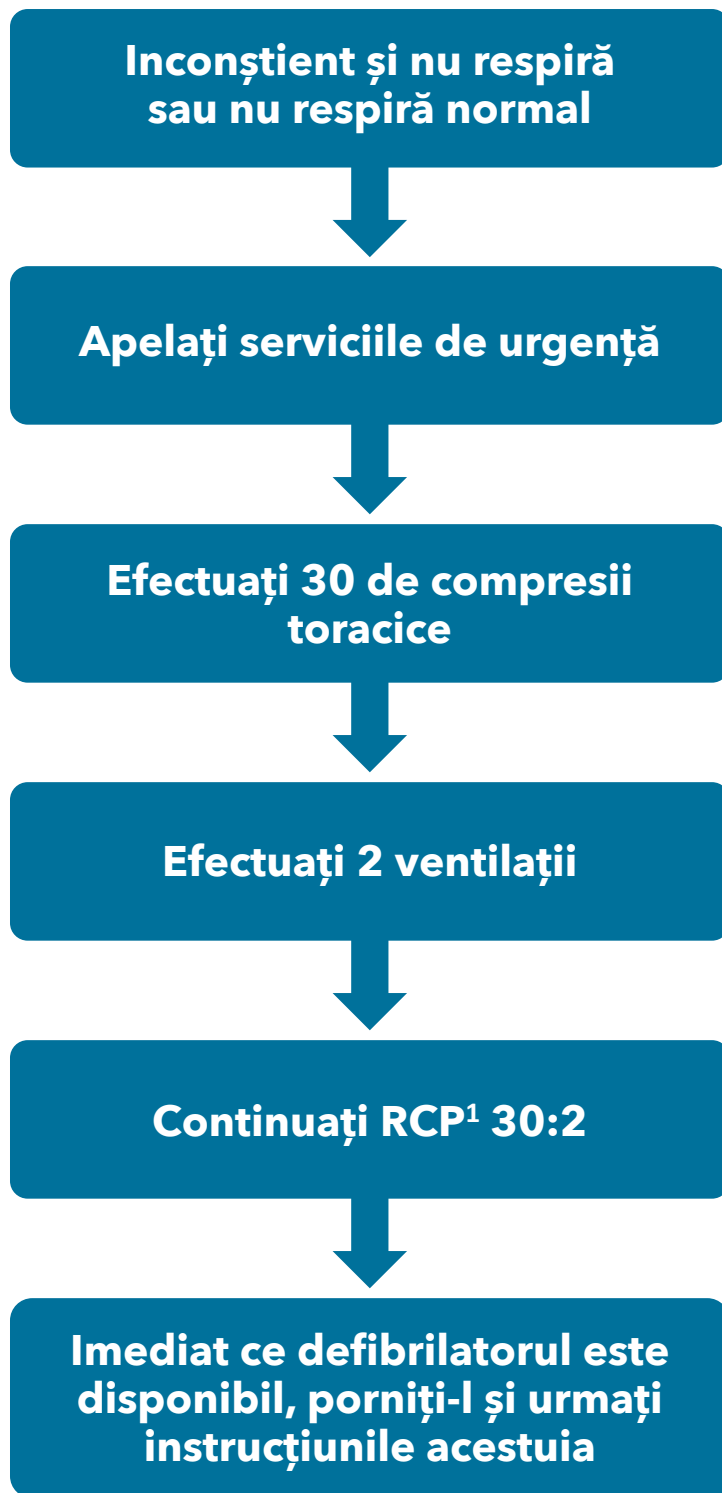 Inconștient și nu respiră
sau nu respiră normal
Apelați serviciile de urgență
Efectuați 30 de compresii
toracice
Efectuați 2 ventilații
Continuați RCP¹ 30:2
Imediat ce defibrilatorul este
disponibil, porniți-l și urmați
instrucțiunile acestuia